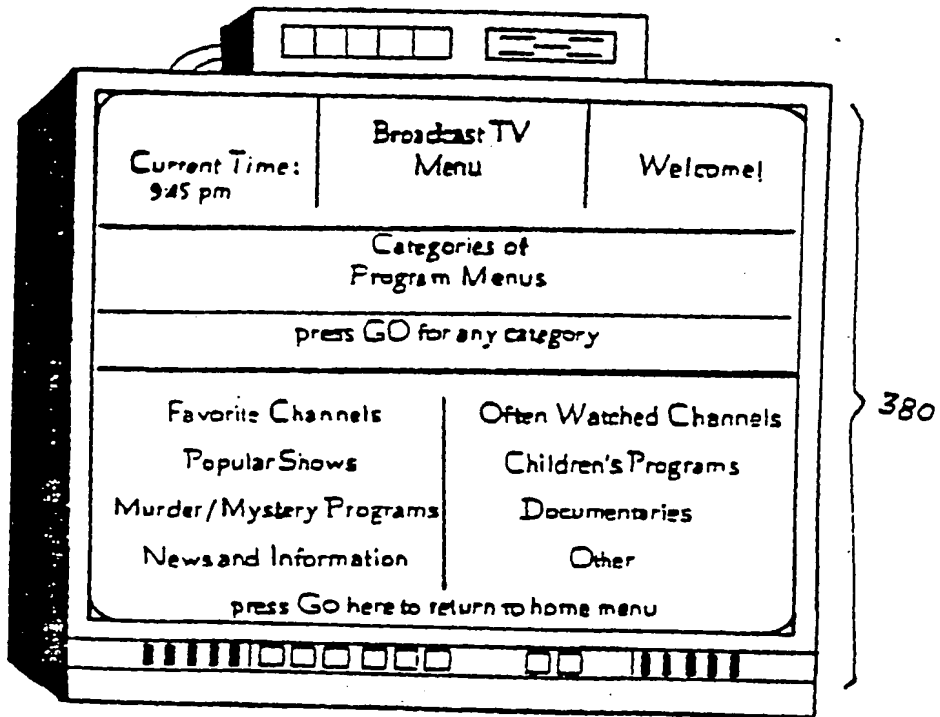 Broadcast TV
Menu
Current Time:
9:45 pm
Welcome!
Categories of
Program Menus
press GO for any category
Favorite Channels
Often Watched Channels
Popular Shows
Children's Programs
Murder/Mystery Programs
Documentaries
News and Information
Other
press Go here to return to home menu
380